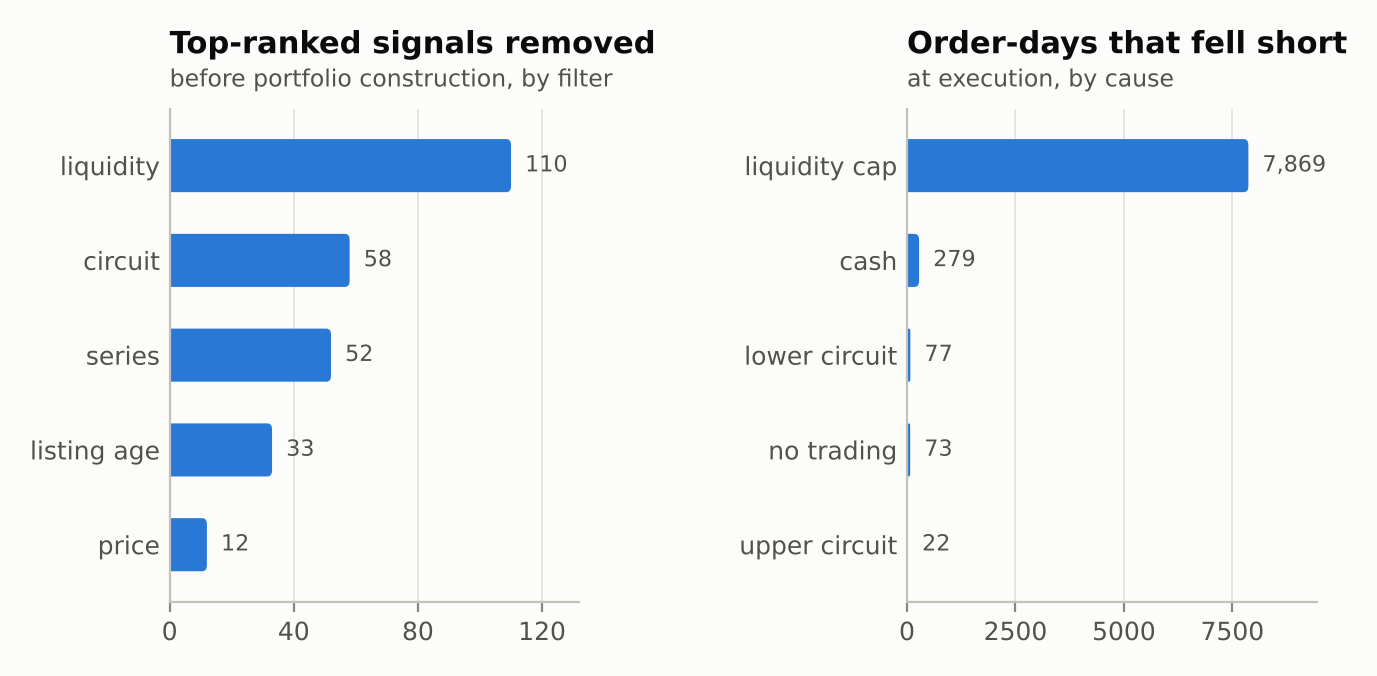 Top-ranked signals removed
before portfolio construction, by filter
liquidity 110
circuit 58
series 52
listing age 33
price 12
0 40 80 120
Order-days that fell short
at execution, by cause
liquidity cap 7,869
cash 279
lower circuit 77
no trading 73
upper circuit 22
0 2500 5000 7500